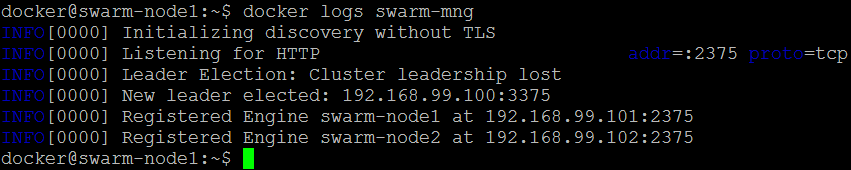 docker@swarm-node1:~$ docker logs swarm-mng
INFO[0000] Initializing discovery without TLS
INFO[0000] Listening for HTTP addr=:2375 proto=tcp
INFO[0000] Leader Election: Cluster leadership lost
INFO[0000] New leader elected: 192.168.99.100:3375
INFO[0000] Registered Engine swarm-node1 at 192.168.99.101:2375
INFO[0000] Registered Engine swarm-node2 at 192.168.99.102:2375
docker@swarm-node1:~$